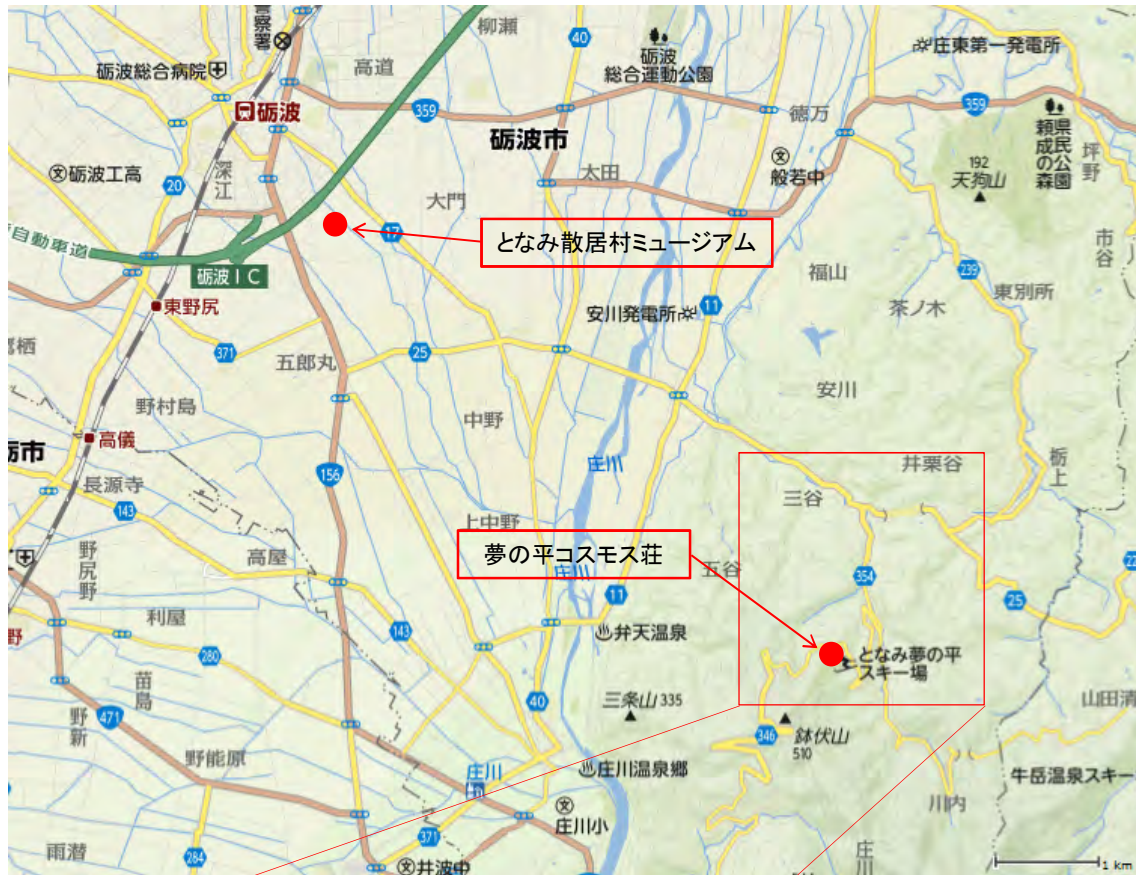 警察署
柳瀬
40
砺波
総合運動公園
庄東第一発電所
砺波総合病院
高道
砺波
359
359
県民公園
頼成の森
徳万
坪野
砺波市
深江
砺波工高
20
太田
般若中
192
天狗山
大門
17
となみ散居村ミュージアム
市谷
自動車道
砺波IC
福山
239
東別所
東野尻
茶ノ木
11
安川発電所
371
25
五郎丸
安川
野村島
中野
高儀
庄川
井栗谷
栃上
156
三谷
長源寺
143
上中野
高屋
夢の平コスモス荘
五谷
野尻野
庄川
354
11
25
利屋
143
弁天温泉
280
となみ夢の平
スキー場
苗島
40
三条山 335
山田清
471
野新
346
鉢伏山
510
野能原
庄川
庄川温泉郷
牛岳温泉スキー
川内
庄川小
371
雨潜
284
井波中
庄川
1 km